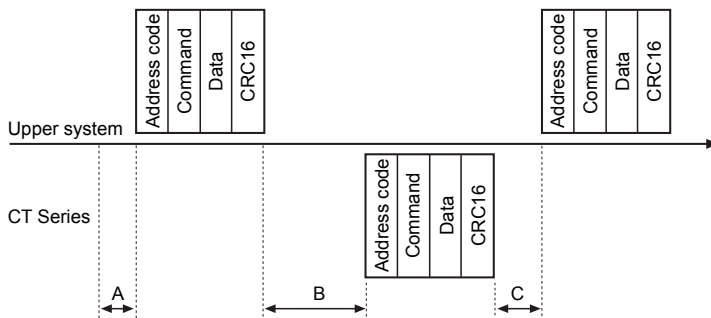 Address code
Command
Data
CRC16
Address code
Command
Data
CRC16
Upper system
CT Series
Address code
Command
Data
CRC16
A
B
C